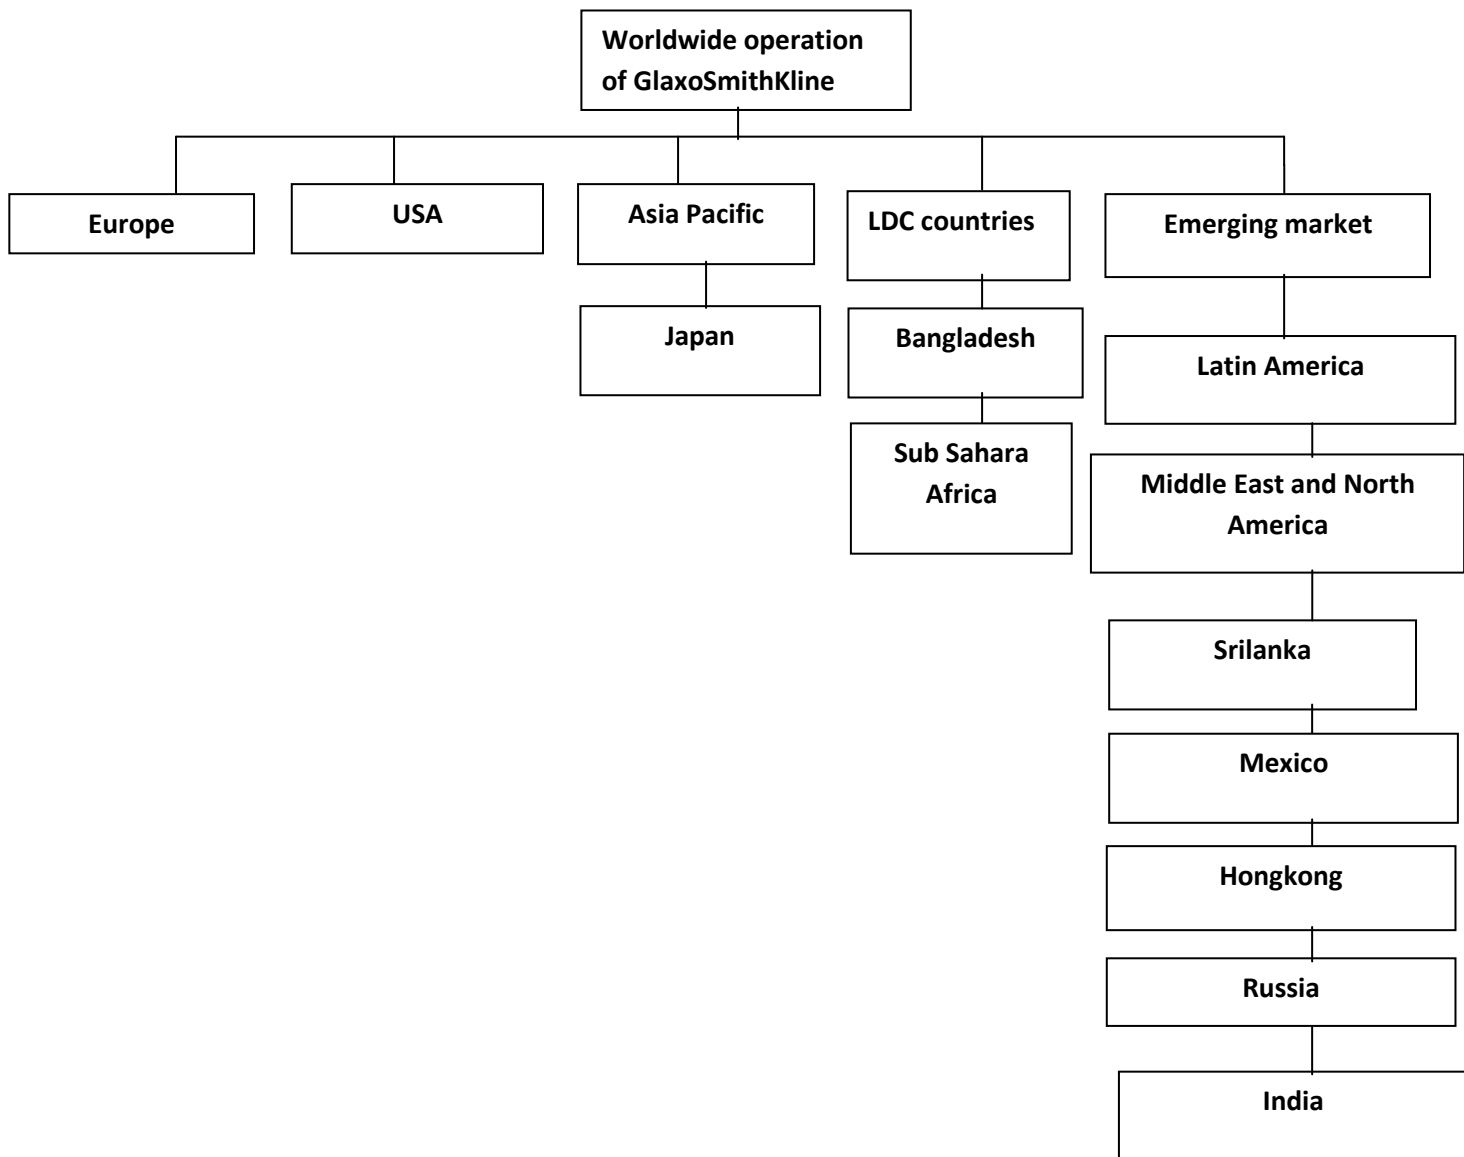 Worldwide operation
of GlaxoSmithKline
Europe
USA
Asia Pacific
LDC countries
Emerging market
Japan
Bangladesh
Latin America
Sub Sahara
Africa
Middle East and North
America
Srilanka
Mexico
Hongkong
Russia
India